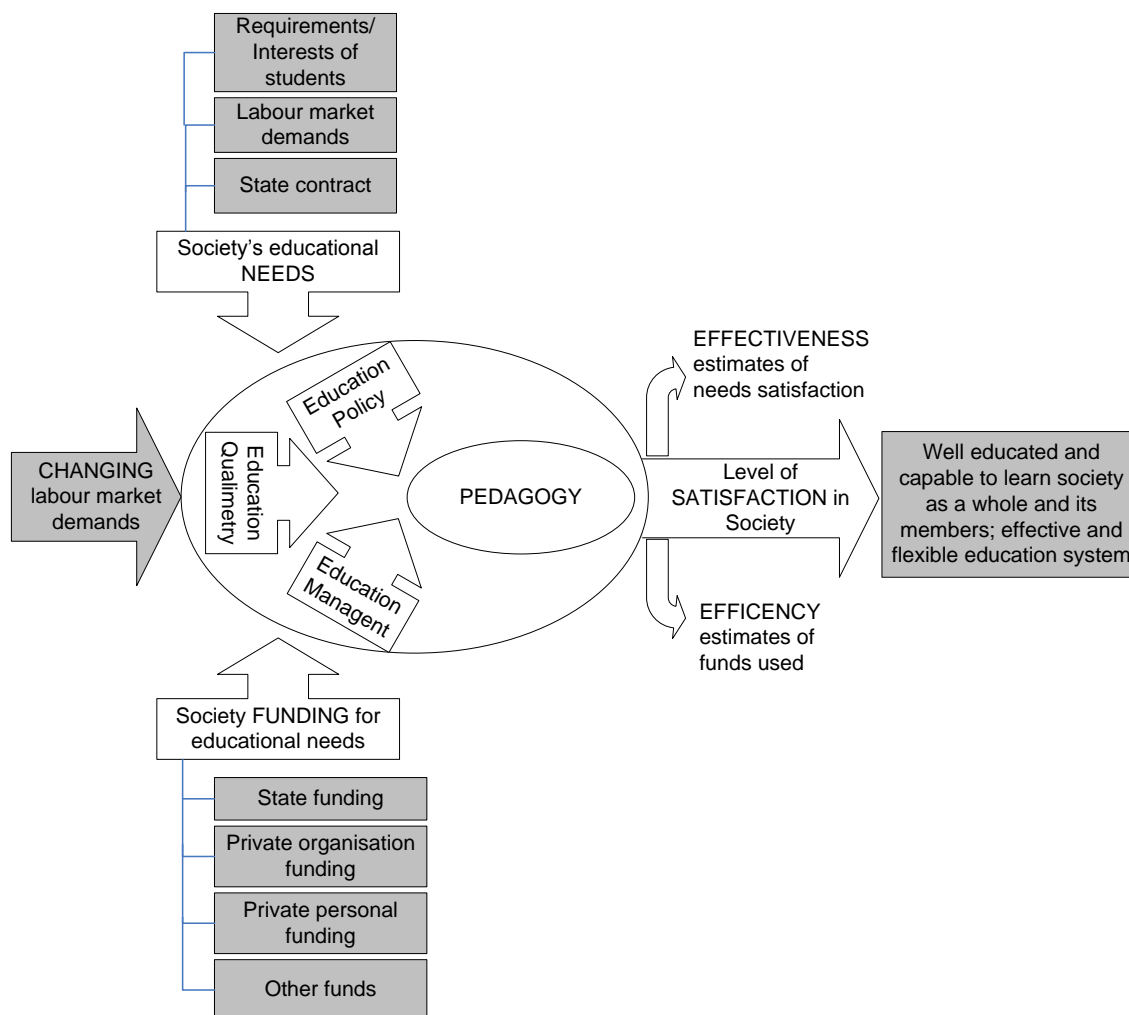 Requirements/
Interests of
students
Labour market
demands
State contract
Society’s educational
NEEDS
EFFECTIVENESS
estimates of
needs satisfaction
Education
Policy
Education
Qualimetry
CHANGING
labour market
demands
PEDAGOGY
Level of
SATISFACTION in
Society
Well educated and
capable to learn society
as a whole and its
members; effective and
flexible education system
Education
Managent
EFFICENCY
estimates of
funds used
Society FUNDING for
educational needs
State funding
Private organisation
funding
Private personal
funding
Other funds